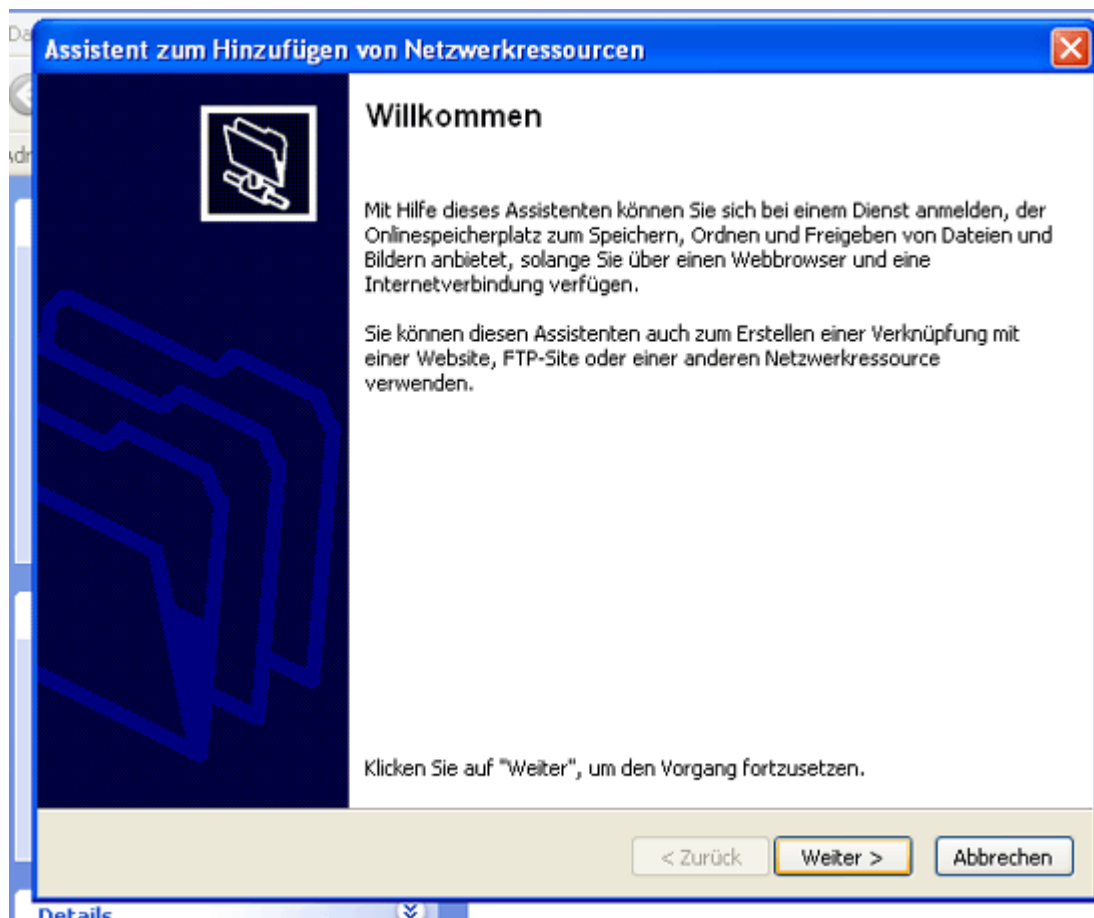 Assistent zum Hinzufügen von Netzwerkressourcen
Willkommen
Mit Hilfe dieses Assistenten können Sie sich bei einem Dienst anmelden, der
Onlinespeicherplatz zum Speichern, Ordnen und Freigeben von Dateien und
Bildern anbietet, solange Sie über einen Webbrowser und eine
Internetverbindung verfügen.
Sie können diesen Assistenten auch zum Erstellen einer Verknüpfung mit
einer Website, FTP-Site oder einer anderen Netzwerkressource
verwenden.
Klicken Sie auf "Weiter", um den Vorgang fortzusetzen.
< Zurück
Weiter >
Abbrechen
Details